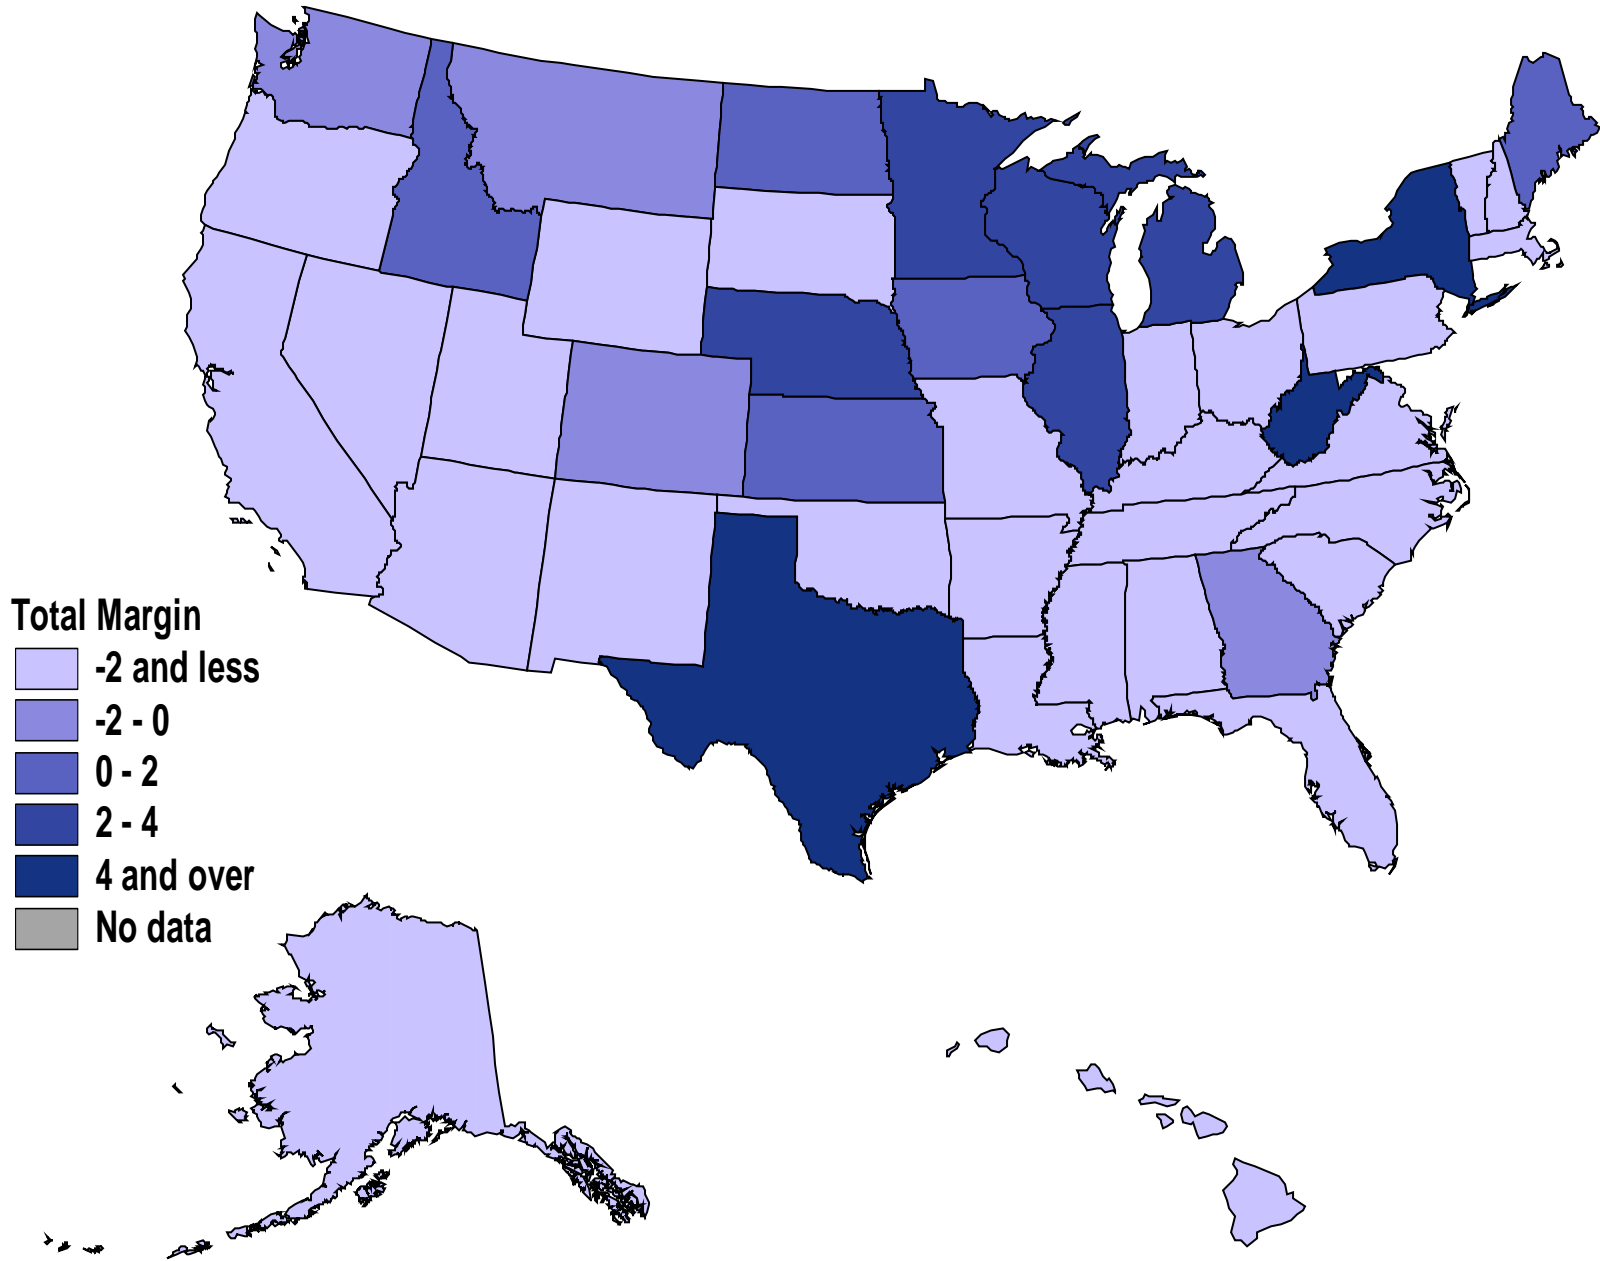 Total Margin
-2 and less
-2 - 0
0 - 2
2 - 4
4 and over
No data